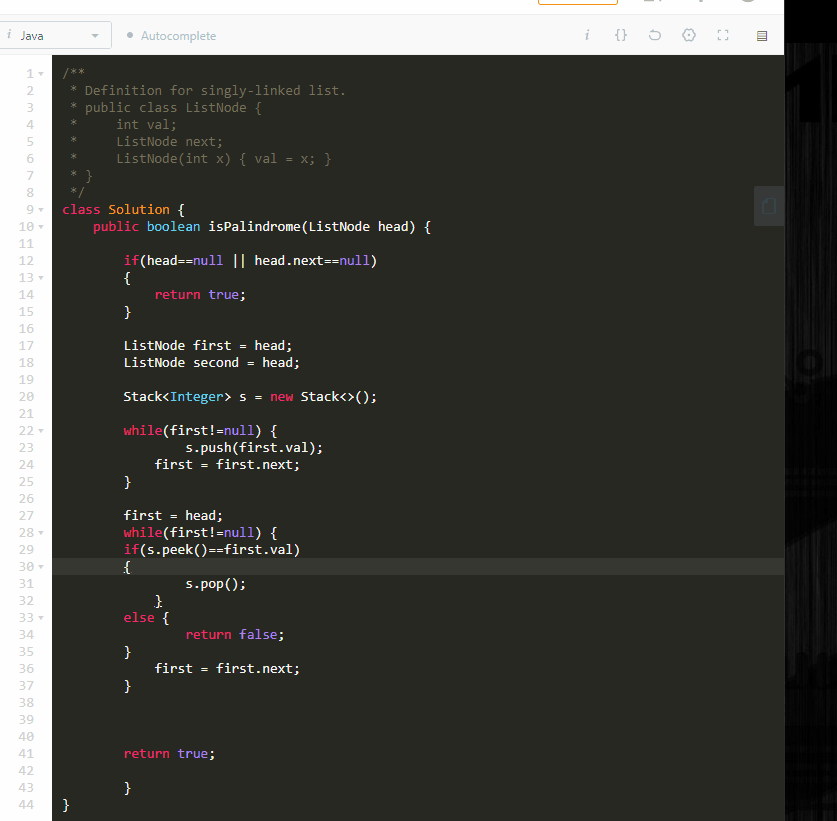 i Java
Autocomplete
i {}
1 /**
2  * Definition for singly-linked list.
3  * public class ListNode {
4  *     int val;
5  *     ListNode next;
6  *     ListNode(int x) { val = x; }
7  * }
8  */
9 class Solution {
10     public boolean isPalindrome(ListNode head) {
11
12         if(head==null || head.next==null)
13         {
14             return true;
15         }
16
17         ListNode first = head;
18         ListNode second = head;
19
20         Stack<Integer> s = new Stack<>();
21
22         while(first!=null) {
23                 s.push(first.val);
24             first = first.next;
25         }
26
27         first = head;
28         while(first!=null) {
29         if(s.peek()==first.val)
30         {
31                 s.pop();
32             }
33         else {
34                 return false;
35         }
36             first = first.next;
37         }
38
39
40
41         return true;
42
43         }
44 }